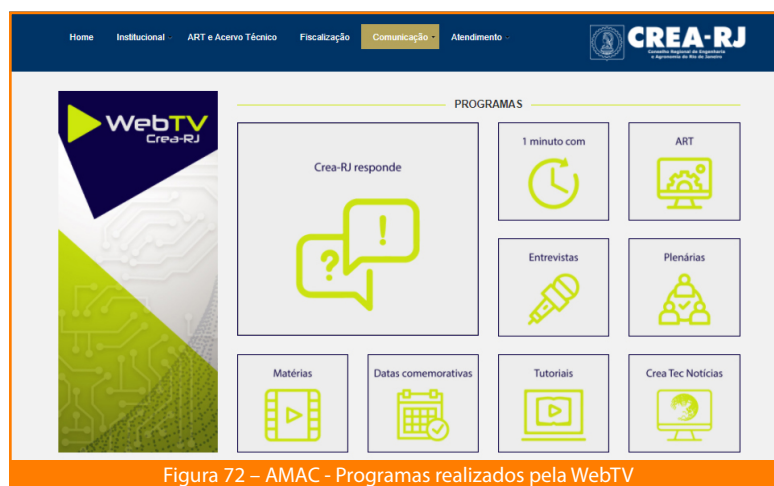 Home Institucional ART e Acervo Técnico Fiscalização Comunicação Atendimento
CREA-RJ
Conselho Regional de Engenharia
e Agronomia do Rio de Janeiro
WebTV
Crea-RJ
PROGRAMAS
Crea-RJ responde
?
!
1 minuto com
ART
Entrevistas
Plenárias
Matérias
Datas comemorativas
Tutoriais
Crea Tec Notícias
Figura 72 – AMAC - Programas realizados pela WebTV